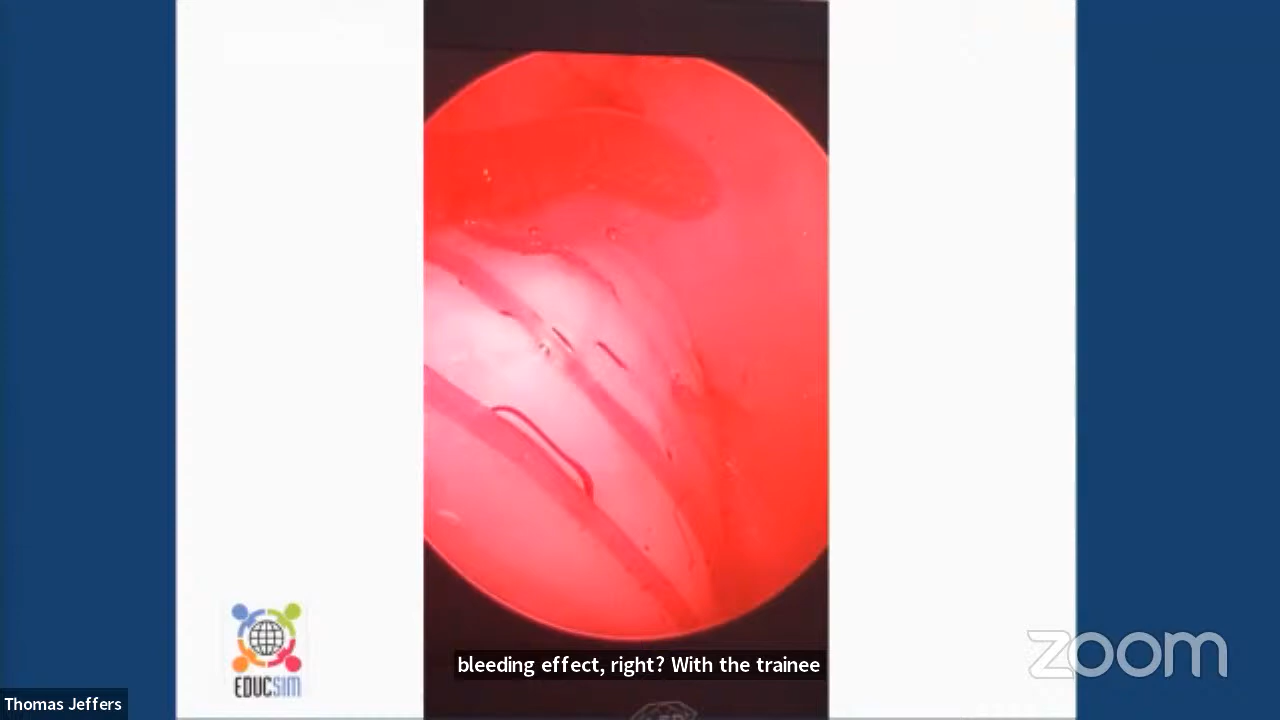 EDUCSIM
bleeding effect, right? With the trainee
zoom
Thomas Jeffers